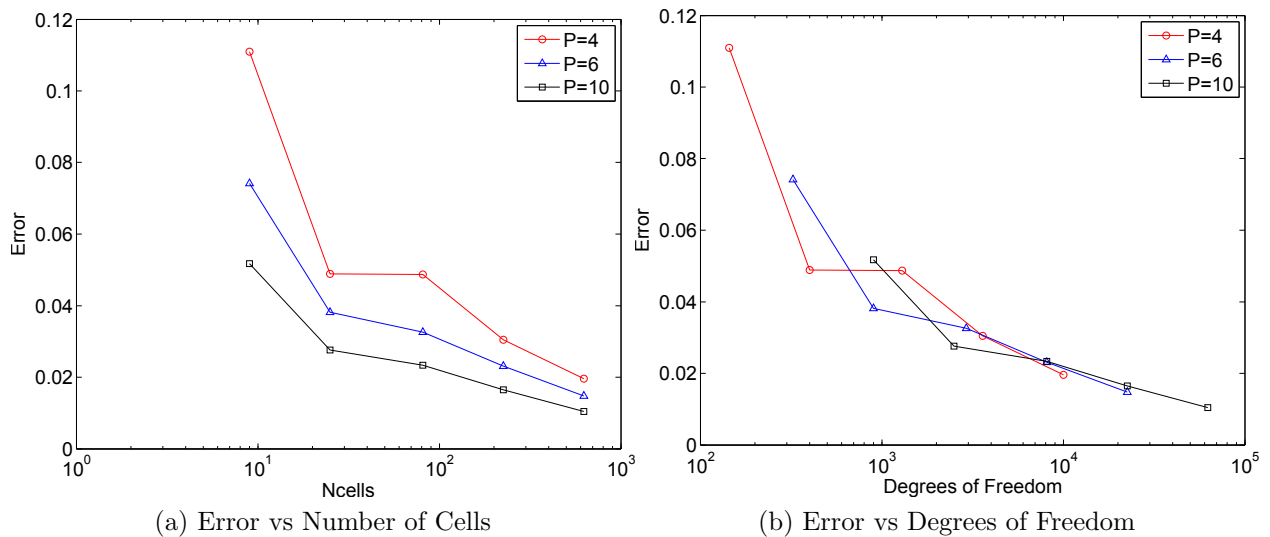 0.12
0.1
0.08
0.06
0.04
0.02
0
Error
10^0
10^1
10^2
10^3
Ncells
P=4
P=6
P=10
(a) Error vs Number of Cells
0.12
0.1
0.08
0.06
0.04
0.02
0
Error
10^2
10^3
10^4
10^5
Degrees of Freedom
P=4
P=6
P=10
(b) Error vs Degrees of Freedom